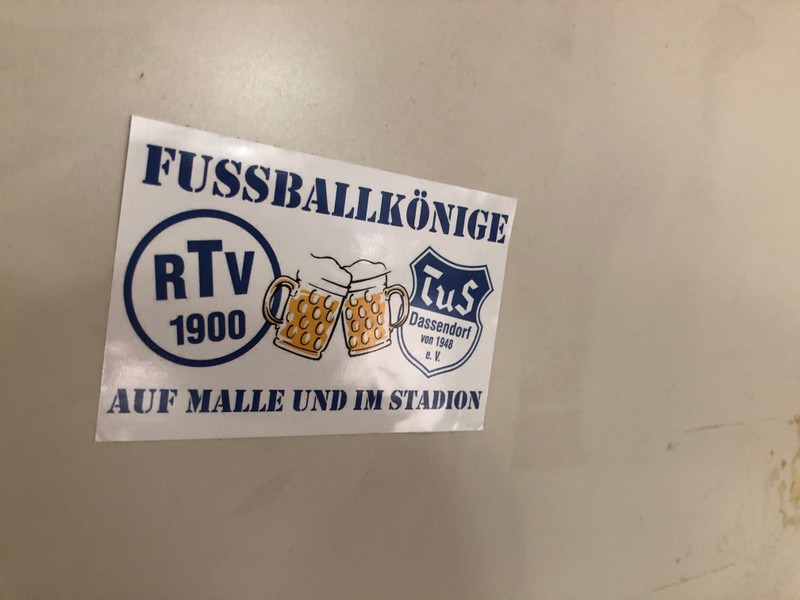 FUSSBALLKÖNIGE
RTV
1900
TuS
Dassendorf
von 1948
e. V.
AUF MALLE UND IM STADION